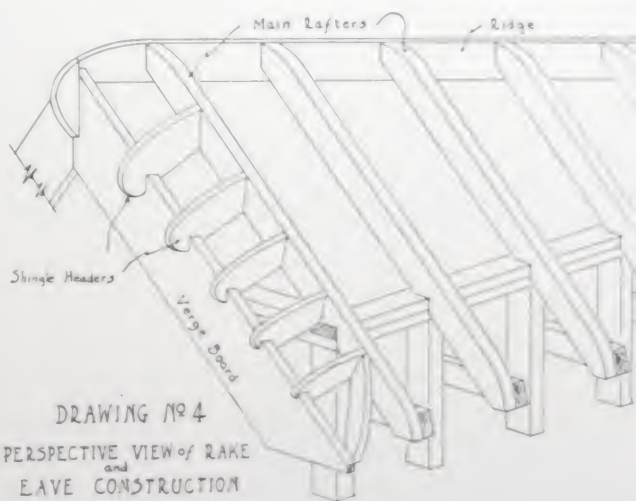 Main Rafters
Ridge
Shingle Headers
Verge Board
DRAWING Nº 4
PERSPECTIVE VIEW of RAKE
and
EAVE CONSTRUCTION